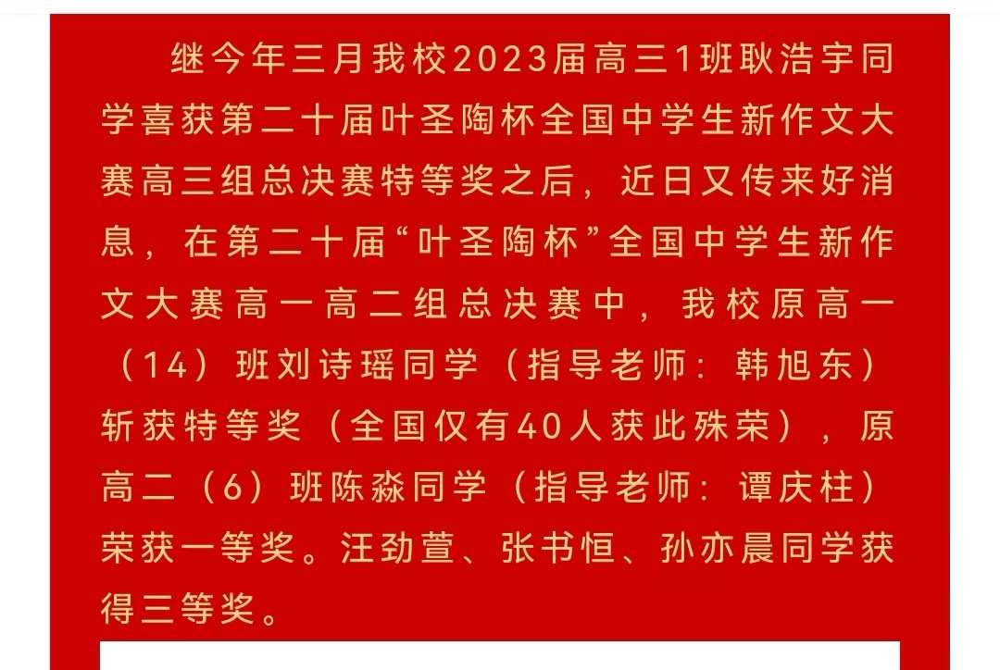 继今年三月我校2023届高三1班耿浩宇同
学喜获第二十届叶圣陶杯全国中学生新作文大
赛高三组总决赛特等奖之后，近日又传来好消
息，在第二十届“叶圣陶杯”全国中学生新作
文大赛高一高二组总决赛中，我校原高一
（14）班刘诗瑶同学（指导老师：韩旭东）
斩获特等奖（全国仅有40人获此殊荣），原
高二（6）班陈淼同学（指导老师：谭庆柱）
荣获一等奖。汪劲萱、张书恒、孙亦晨同学获
得三等奖。